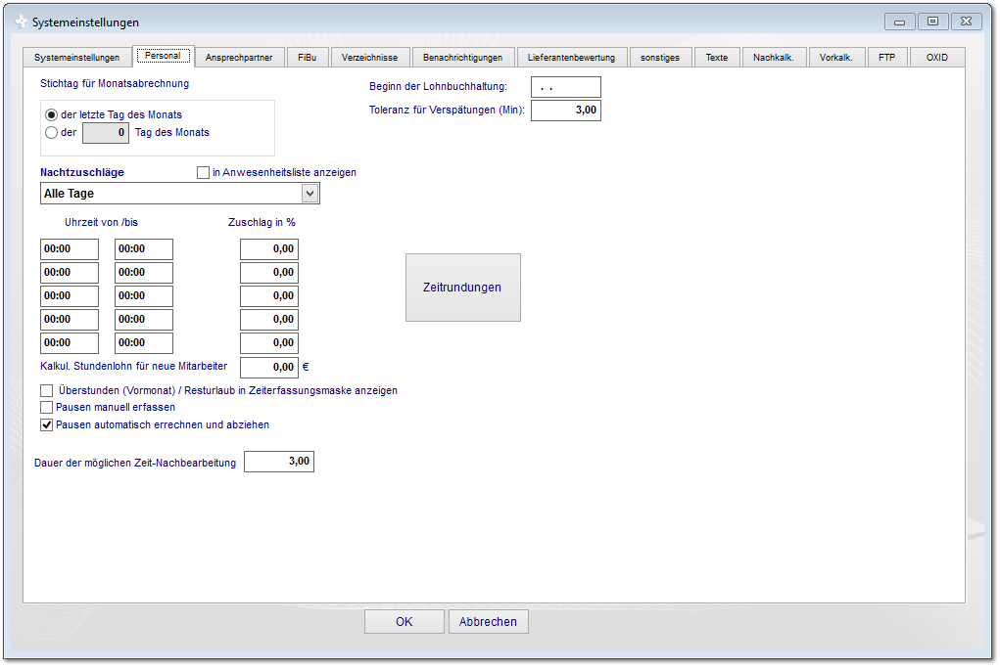 Systemeinstellungen
Systemeinstellungen Personal Ansprechpartner FiBu Verzeichnisse Benachrichtigungen Lieferantenbewertung sonstiges Texte Nachkalk. Vorkalk. FTP OXID
Stichtag für Monatsabrechnung
der letzte Tag des Monats
der 0 Tag des Monats
Beginn der Lohnbuchhaltung: . .
Toleranz für Verspätungen (Min): 3,00
Nachtzuschläge in Anwesenheitsliste anzeigen
Alle Tage
Uhrzeit von /bis Zuschlag in %
00:00 00:00 0,00
00:00 00:00 0,00
00:00 00:00 0,00
00:00 00:00 0,00
00:00 00:00 0,00
Zeitrundungen
Kalkul. Stundenlohn für neue Mitarbeiter 0,00 €
Überstunden (Vormonat) / Resturlaub in Zeiterfassungsmaske anzeigen
Pausen manuell erfassen
Pausen automatisch errechnen und abziehen
Dauer der möglichen Zeit-Nachbearbeitung 3,00
OK Abbrechen